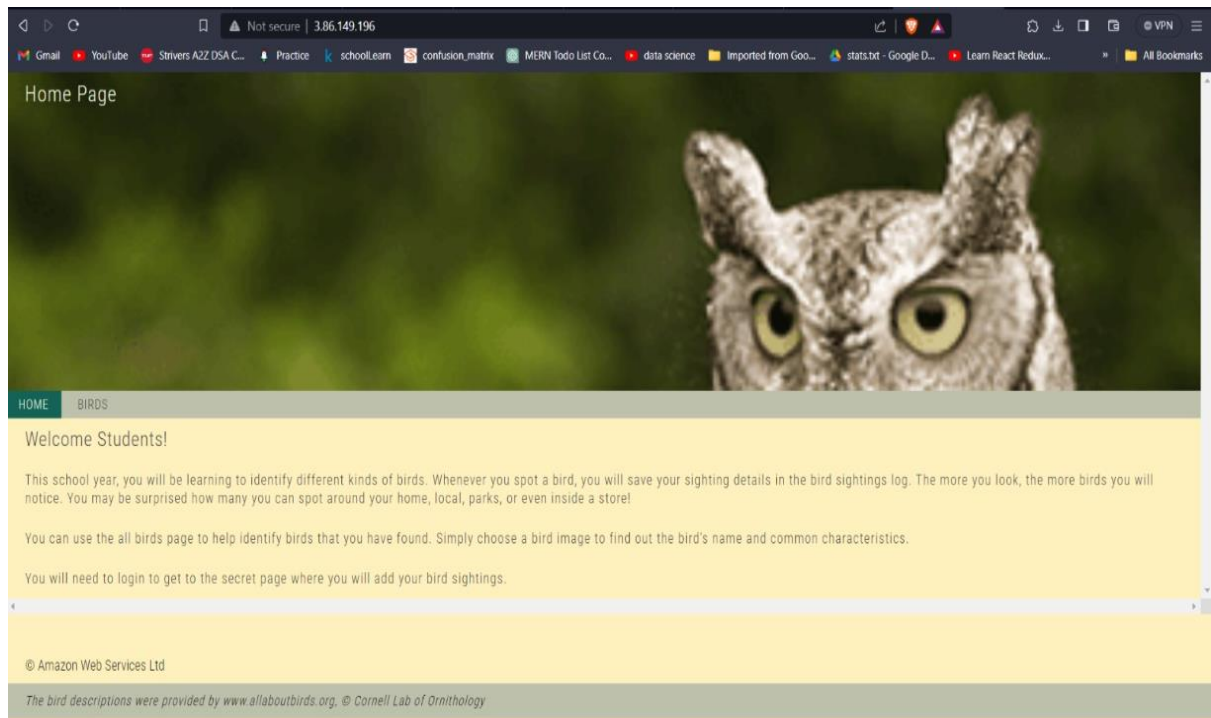 Not secure 3.86.149.196 VPN
Gmail YouTube Strivers A2Z DSA C... Practice schoolLearn confusion_matrix MERN Todo List Co... data science Imported from Goo... stats.txt - Google D... Learn React Redux... » All Bookmarks
Home Page
HOME BIRDS
Welcome Students!
This school year, you will be learning to identify different kinds of birds. Whenever you spot a bird, you will save your sighting details in the bird sightings log. The more you look, the more birds you will
notice. You may be surprised how many you can spot around your home, local, parks, or even inside a store!
You can use the all birds page to help identify birds that you have found. Simply choose a bird image to find out the bird's name and common characteristics.
You will need to login to get to the secret page where you will add your bird sightings.
© Amazon Web Services Ltd
The bird descriptions were provided by www.allaboutbirds.org, © Cornell Lab of Ornithology